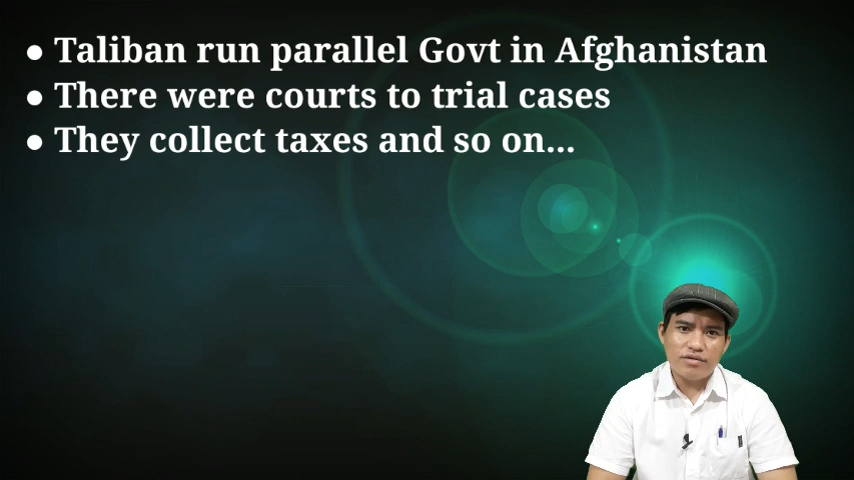 ● Taliban run parallel Govt in Afghanistan
● There were courts to trial cases
● They collect taxes and so on...